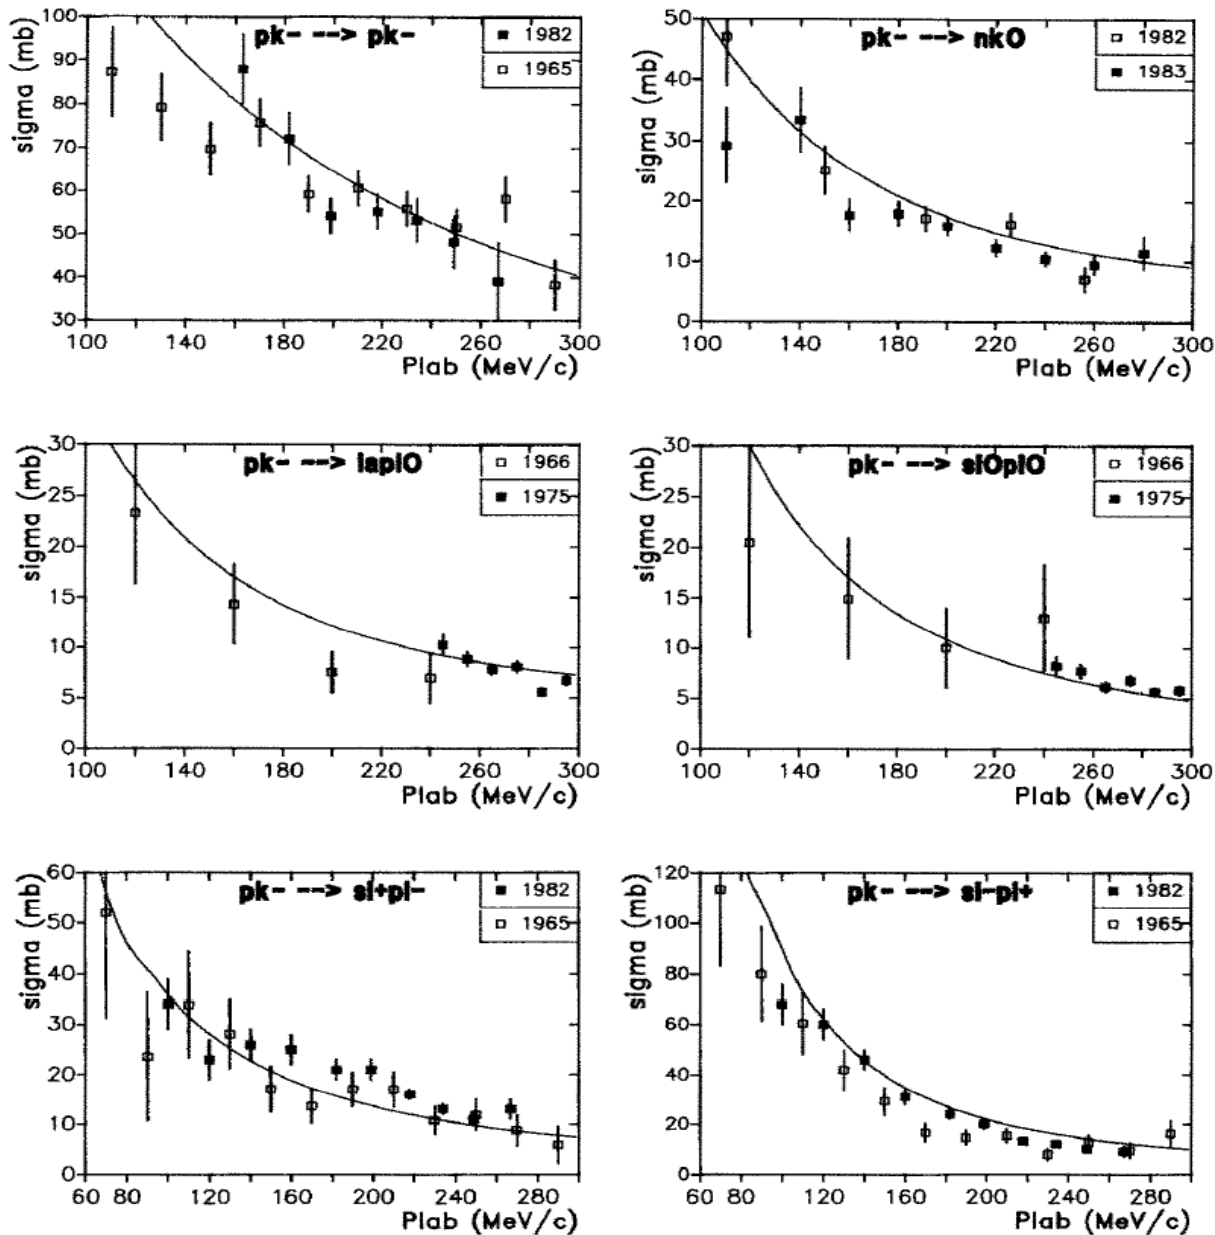 pk- --> pk-
1982
1965
sigma (mb)
100
90
80
70
60
50
40
30
100 140 180 220 260 300
Plab (MeV/c)
pk- --> nkO
1982
1983
sigma (mb)
50
40
30
20
10
0
100 140 180 220 260 300
Plab (MeV/c)
pk- --> lapiO
1966
1975
sigma (mb)
30
25
20
15
10
5
0
100 140 180 220 260 300
Plab (MeV/c)
pk- --> siOpiO
1966
1975
sigma (mb)
30
25
20
15
10
5
0
100 140 180 220 260 300
Plab (MeV/c)
pk- --> si+pi-
1982
1965
sigma (mb)
60
50
40
30
20
10
0
60 80 120 160 200 240 280
Plab (MeV/c)
pk- --> si-pi+
1982
1965
sigma (mb)
120
100
80
60
40
20
0
60 80 120 160 200 240 280
Plab (MeV/c)